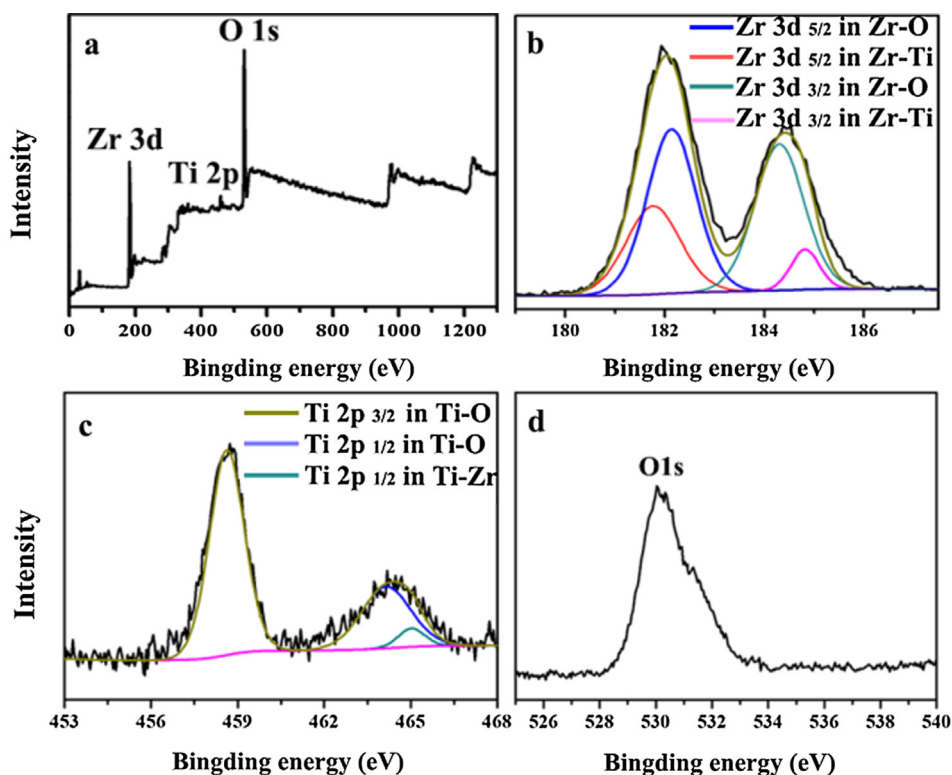 a
O 1s
Zr 3d
Ti 2p
Intensity
0 200 400 600 800 1000 1200
Bingding energy (eV)
b
Zr 3d 5/2 in Zr-O
Zr 3d 5/2 in Zr-Ti
Zr 3d 3/2 in Zr-O
Zr 3d 3/2 in Zr-Ti
180 182 184 186
Bingding energy (eV)
c
Ti 2p 3/2 in Ti-O
Ti 2p 1/2 in Ti-O
Ti 2p 1/2 in Ti-Zr
Intensity
453 456 459 462 465 468
Bingding energy (eV)
d
O1s
526 528 530 532 534 536 538 540
Bingding energy (eV)